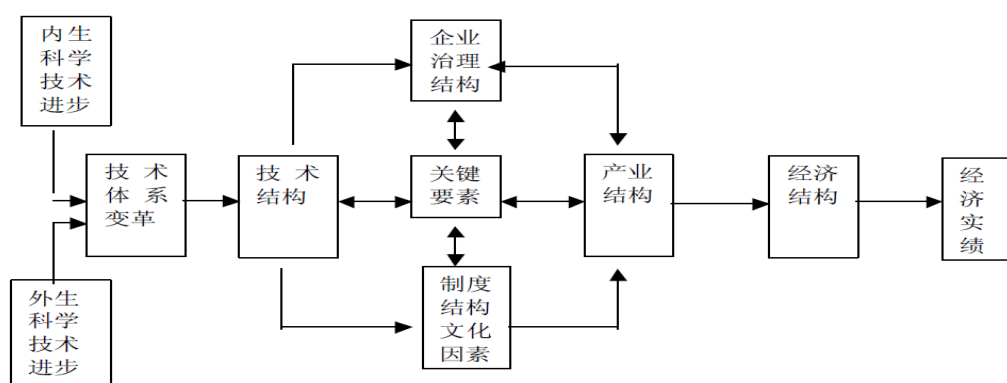 内生
科学
技术
进步
外生
科学
技术
进步
技术
体系
变革
技术
结构
企业
治理
结构
关键
要素
制度
结构
文化
因素
产业
结构
经济
结构
经
济
实
绩